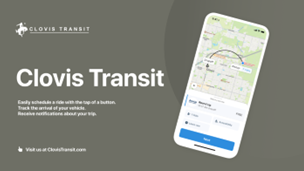 CLOVIS TRANSIT
Clovis Transit
Easily schedule a ride with the tap of a button.
Track the arrival of your vehicle.
Receive notifications about your trip.
Visit us at ClovisTransit.com